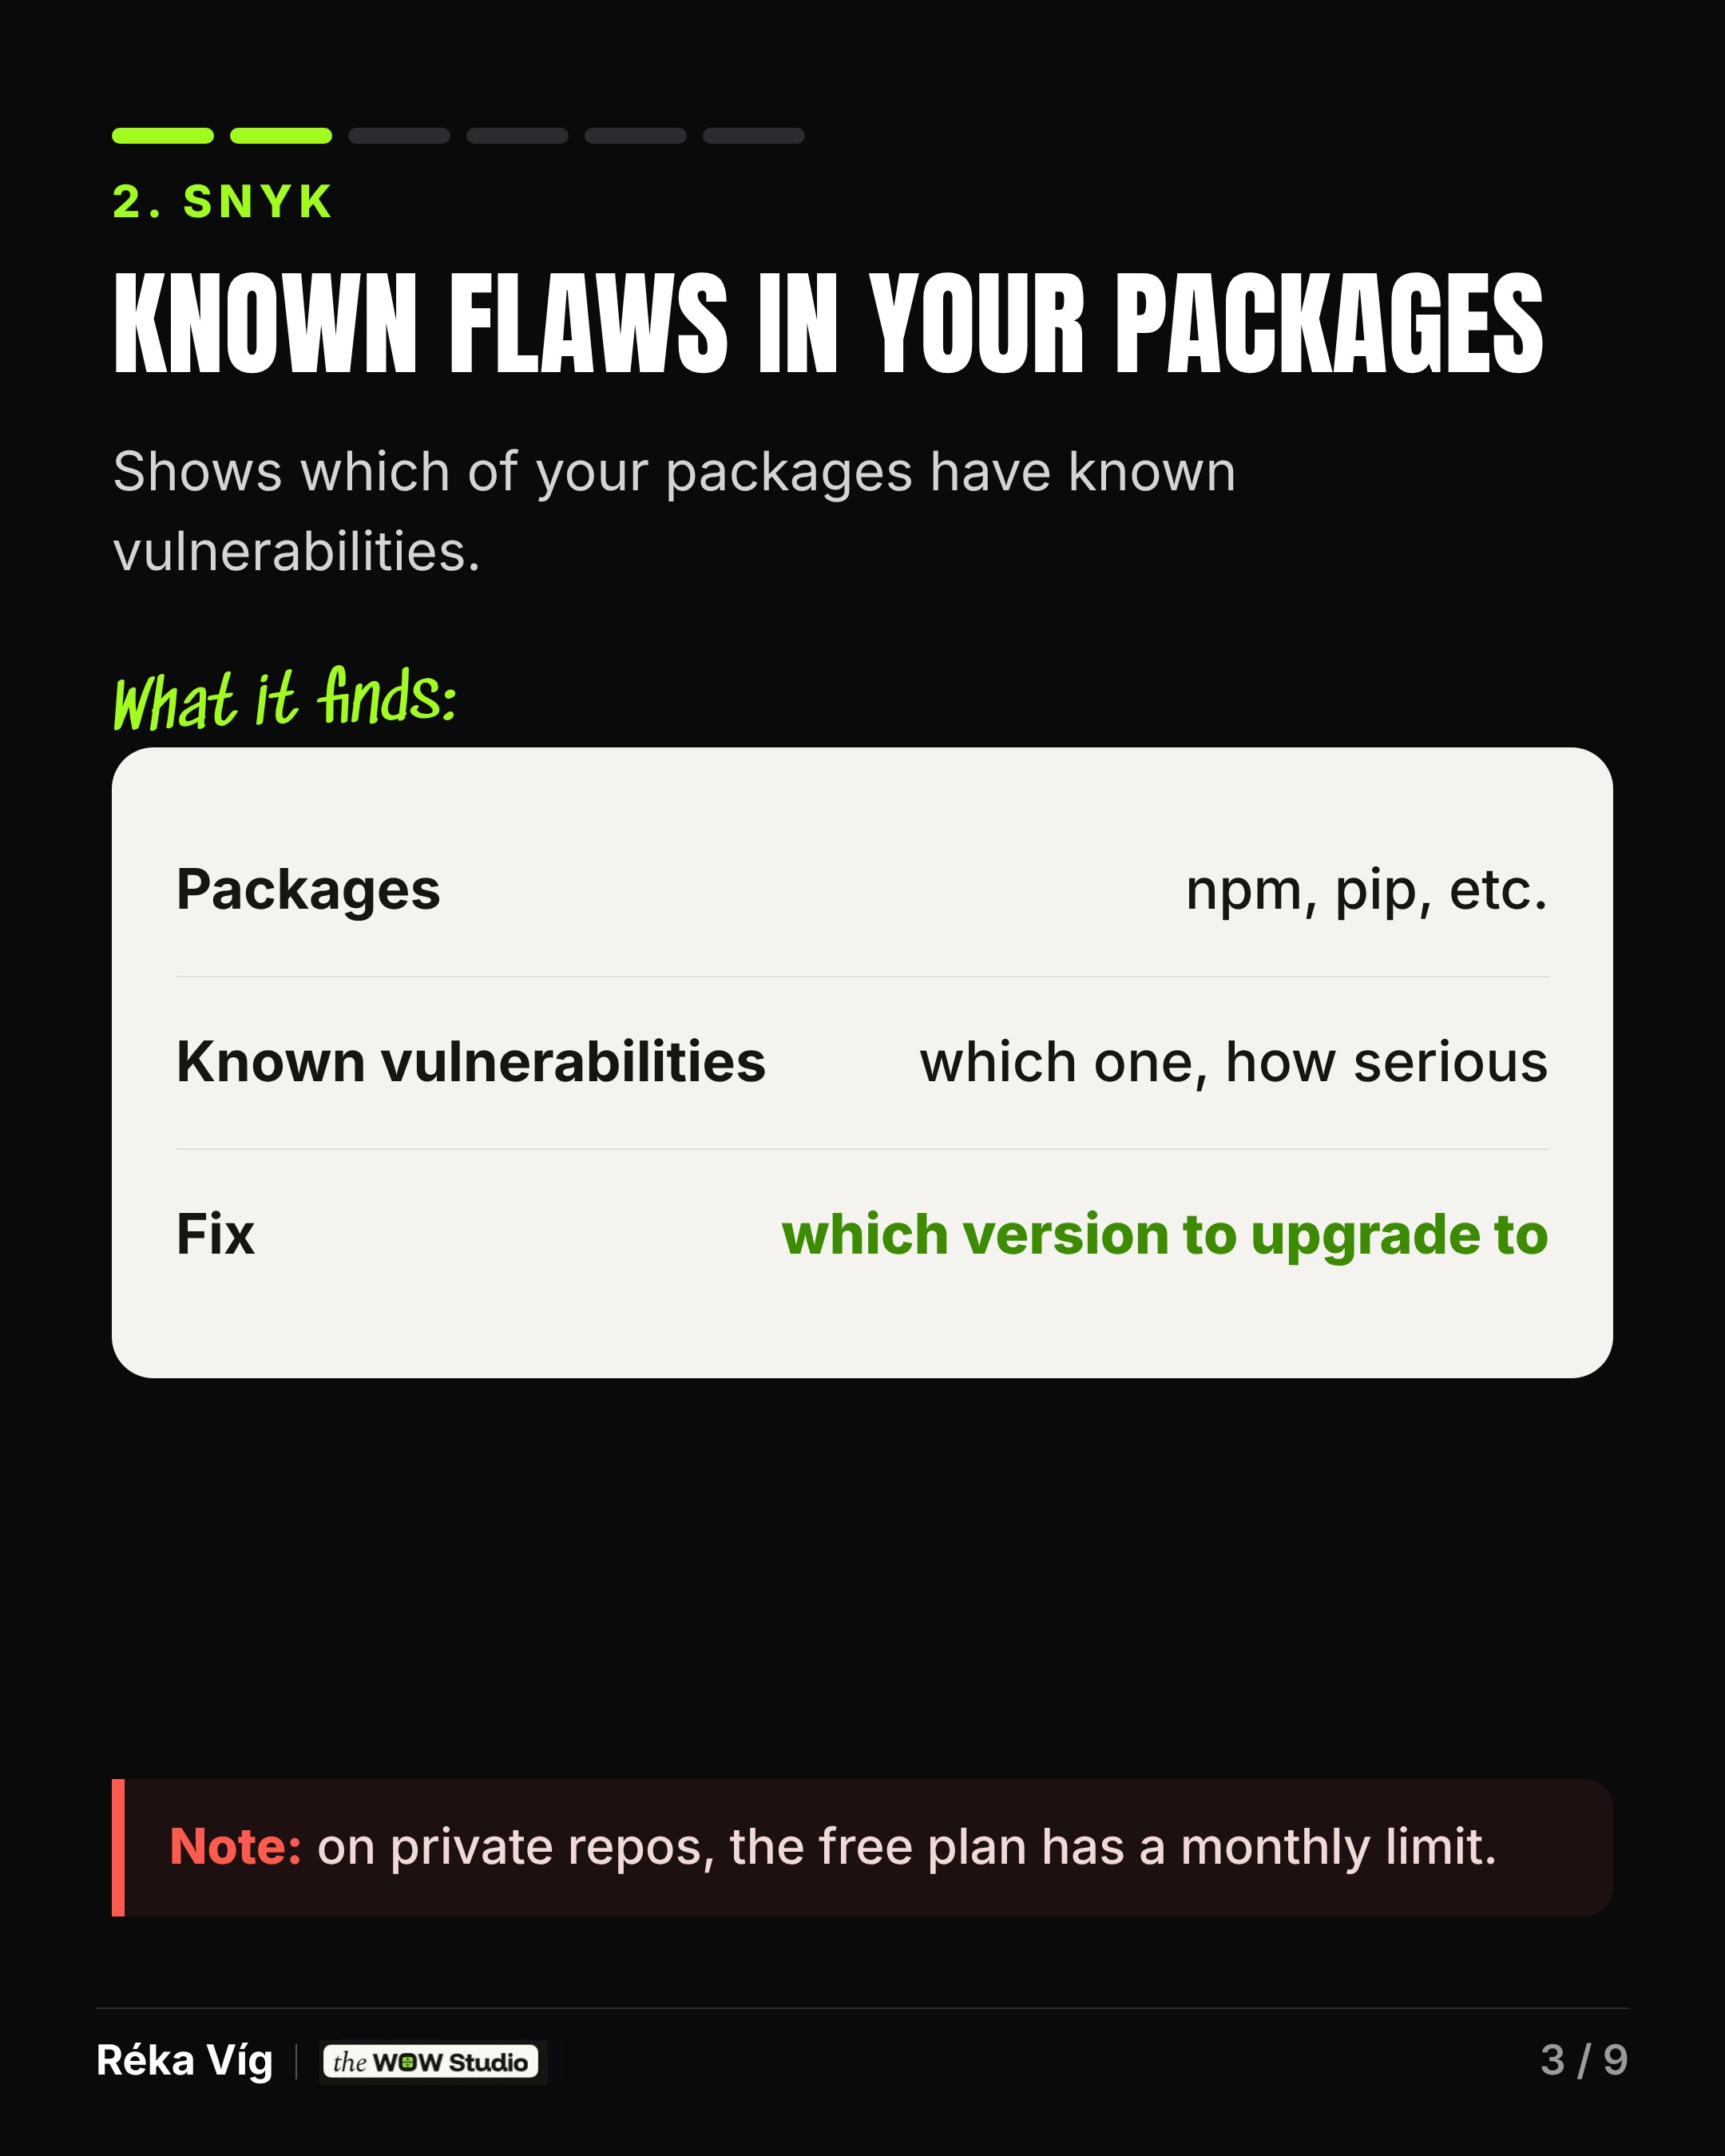 2. SNYK
KNOWN FLAWS IN YOUR PACKAGES
Shows which of your packages have known
vulnerabilities.
What it finds:
Packages npm, pip, etc.
Known vulnerabilities which one, how serious
Fix which version to upgrade to
Note: on private repos, the free plan has a monthly limit.
Réka Víg the WOW Studio 3 / 9